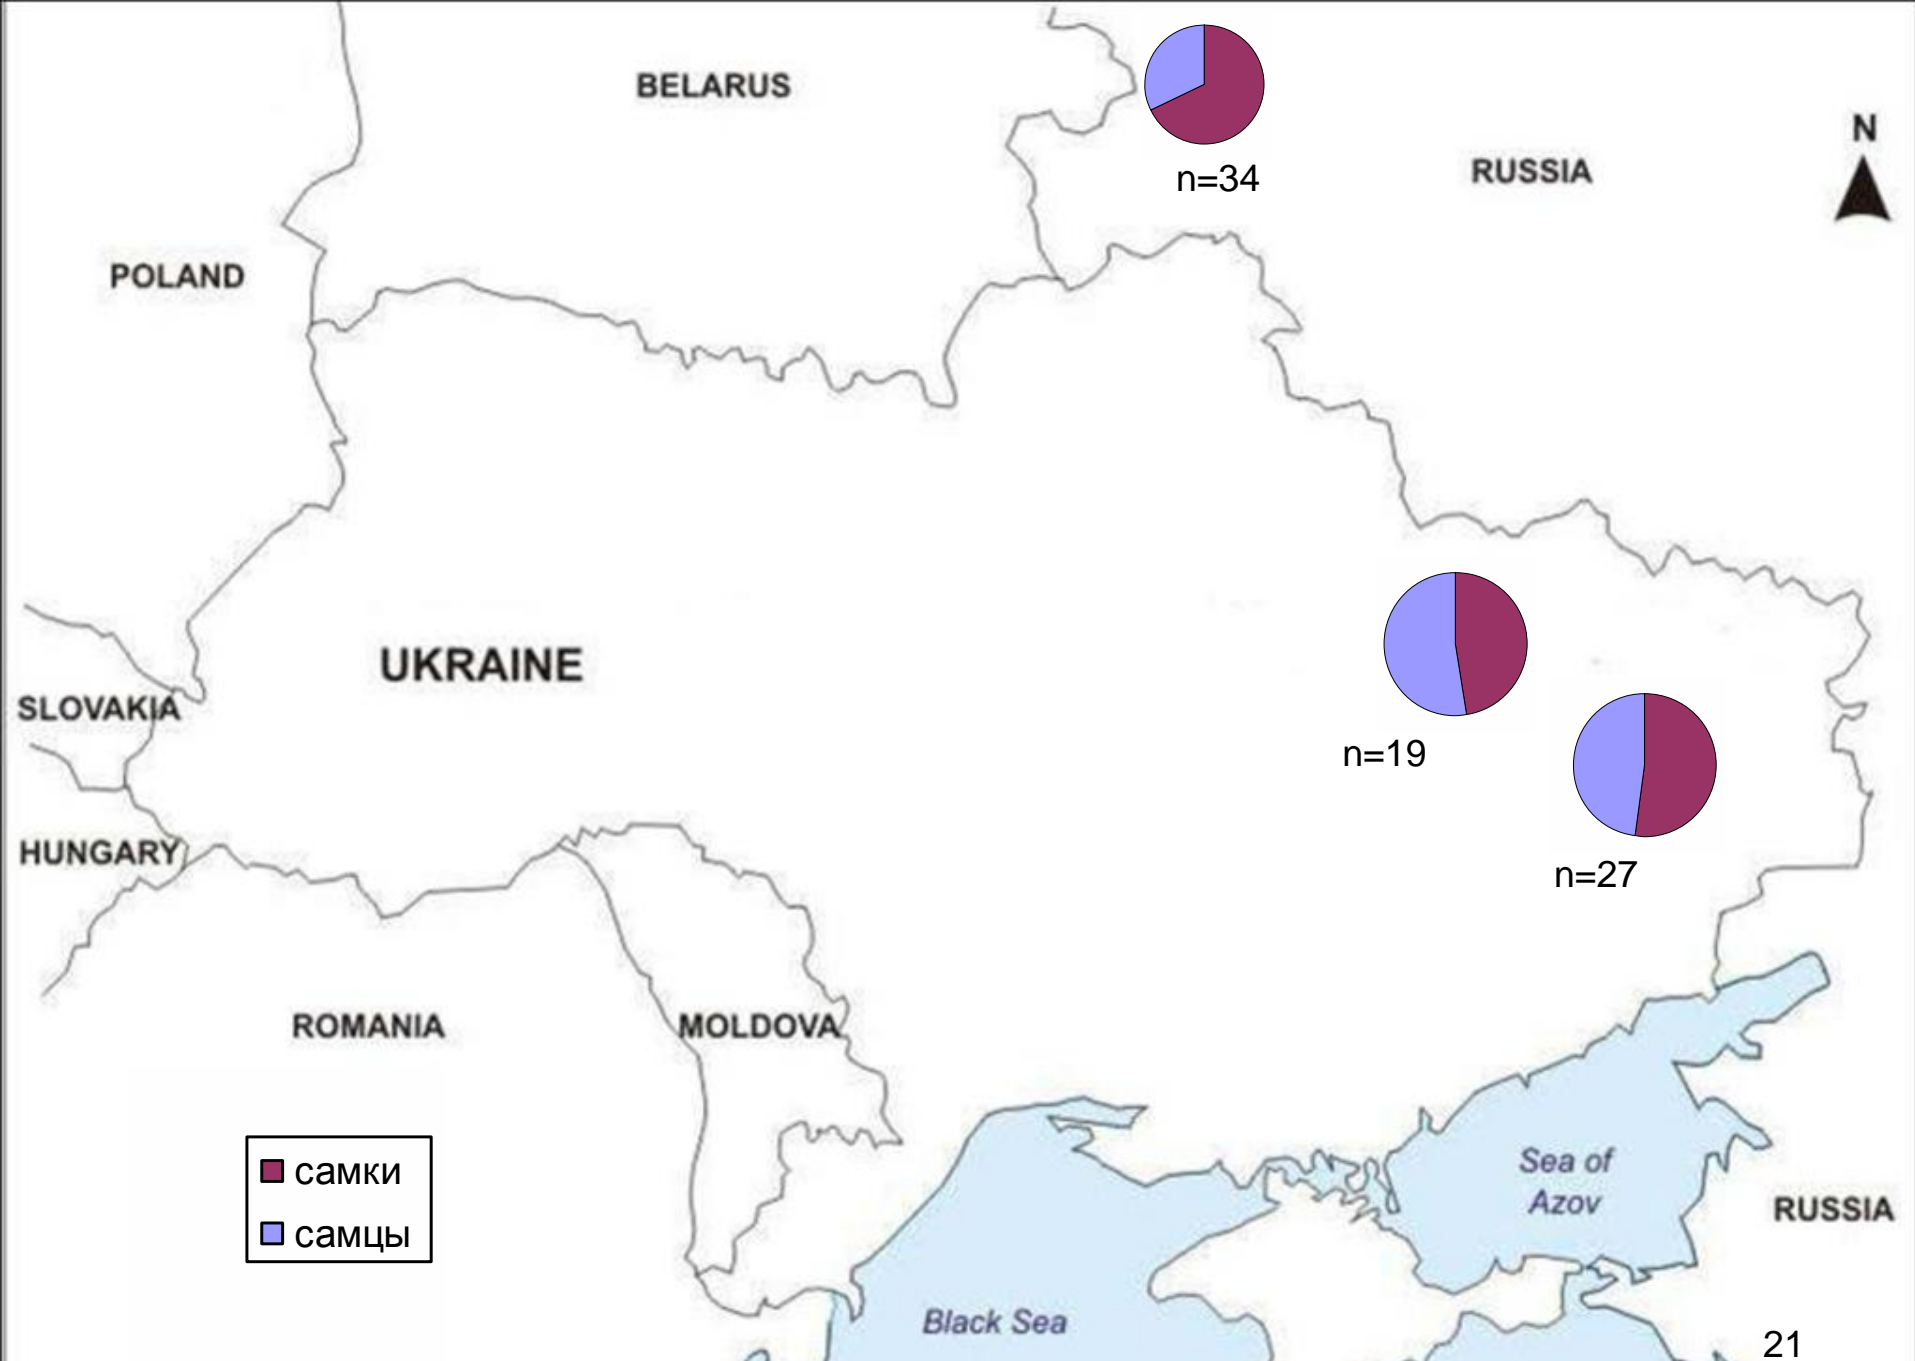 BELARUS
n=34
RUSSIA
N
POLAND
UKRAINE
SLOVAKIA
n=19
n=27
HUNGARY
ROMANIA
MOLDOVA
самки
самцы
Sea of
Azov
RUSSIA
Black Sea
21